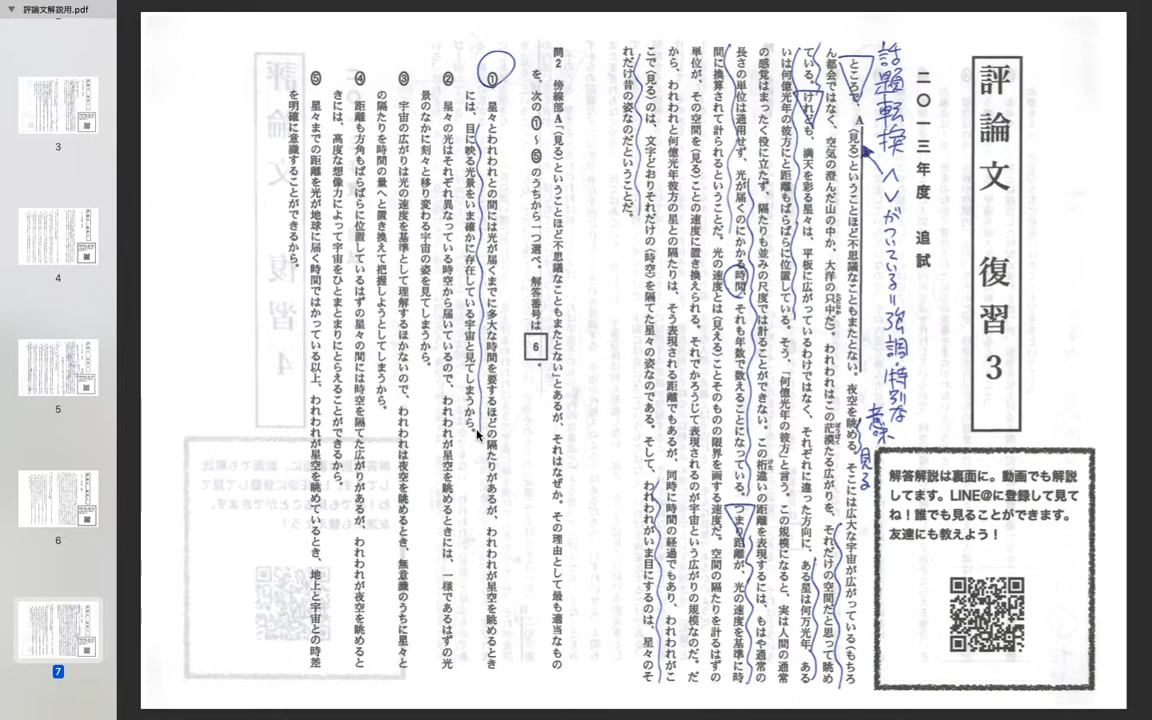 評論文解説用.pdf
3
4
5
6
7
評論文 復習3
二〇一三年度 追試
話題転換 〈 〉がついている＝強調・特別な
意味
見る
解答解説は裏面に。動画でも解説
してます。LINE@に登録して見て
ね！誰でも見ることができます。
友達にも教えよう！
ところで、A〈見る〉ということほど不思議なこともまたとない。夜空を眺める。そこには広大な宇宙が広がっている（もちろ
ん都会ではなく、空気の澄んだ山の中か、大洋の只中だ）。われわれはこの茫漠たる広がりを、それだけの空間だと思って眺め
ている。けれども、満天を彩る星々は、平板に広がっているわけではなく、それぞれに違った方向に、ある星は何万光年、ある
いは何億光年の彼方にと距離もばらばらに位置している。そう、「何億光年の彼方」と言う。この規模になると、実は人間の通常
の感覚はまったく役に立たず、隔たりも並みの尺度では計ることができない。この桁違いの距離を表現するには、もはや通常の
長さの単位は通用せず、光が届くのにかかる時間、それも年数で数えることになっている。つまり距離が、光の速度を基準に時
間に換算されて計られるということだ。光の速度とは〈見える〉ことそのものの限界を画する速度だ。空間の隔たりを計るはずの
単位が、その空間を〈見る〉ことの速度に置き換えられる。それでかろうじて表現されるのが宇宙という広がりの規模なのだ。だ
から、われわれと何億光年彼方の星との隔たりは、そう表現される距離でもあるが、同時に時間の経過でもあり、われわれがこ
こで〈見る〉のは、文字どおりそれだけの〈時空〉を隔てた星々の姿なのである。そして、われわれがいま目にするのは、星々のそ
れだけ昔の姿なのだということだ。
問2 傍線部A「〈見る〉ということほど不思議なこともまたとない」とあるが、それはなぜか。その理由として最も適当なもの
を、次の①～⑤のうちから一つ選べ。解答番号は 6 。
① 星々とわれわれとの間には光が届くまでに多大な時間を要するほどの隔たりがあるが、われわれが星空を眺めるとき
には、目に映る光景をいま確かに存在している宇宙と見てしまうから。
② 星々の光はそれぞれ異なっている時空から届いているので、われわれが星空を眺めるときには、一様であるはずの光
景のなかに刻々と移り変わる宇宙の姿を見てしまうから。
③ 宇宙の広がりは光の速度を基準として理解するほかないので、われわれは夜空を眺めるとき、無意識のうちに星々と
の隔たりを時間の量へと置き換えて把握しようとしてしまうから。
④ 距離も方角もばらばらに位置しているはずの星々の間には時空を隔てた広がりがあるが、われわれが夜空を眺めると
きには、高度な想像力によって宇宙をひとまとまりにとらえることができるから。
⑤ 星々までの距離を光が地球に届く時間ではかっている以上、われわれが星空を眺めているとき、地上と宇宙との時差
を明確に意識することができるから。